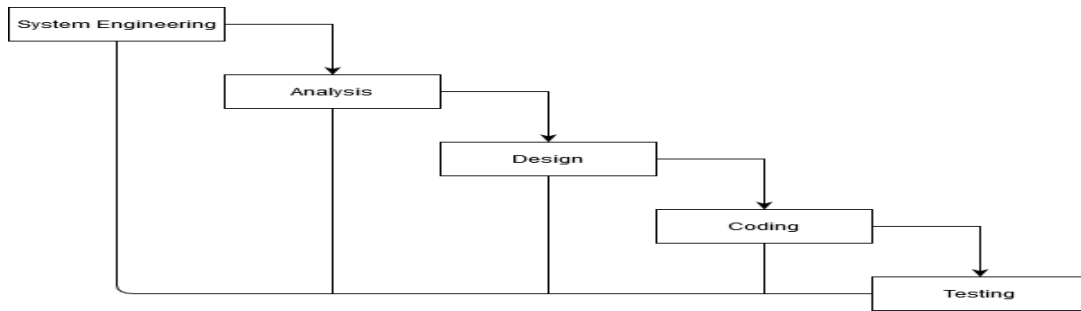 System Engineering
Analysis
Design
Coding
Testing